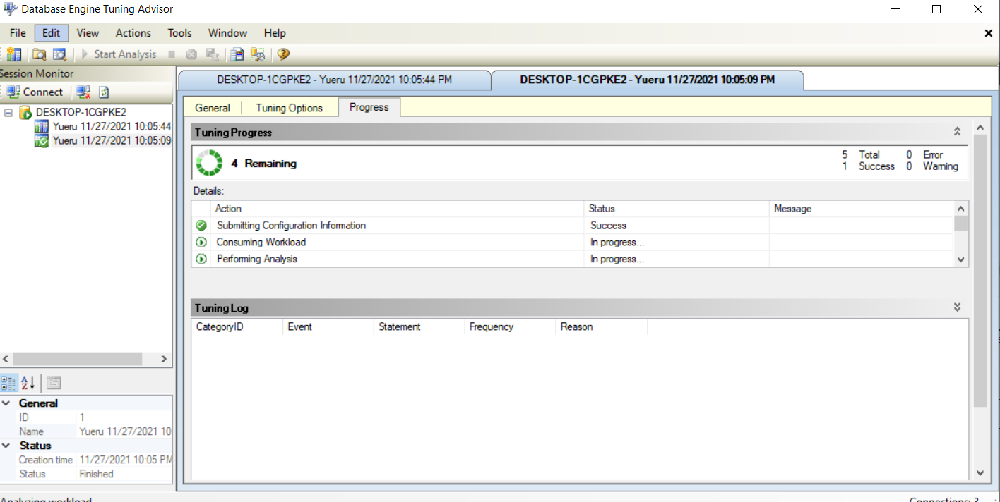 Database Engine Tuning Advisor
File Edit View Actions Tools Window Help
Start Analysis
Session Monitor
Connect
DESKTOP-1CGPKE2
Yueru 11/27/2021 10:05:44
Yueru 11/27/2021 10:05:09
General
ID 1
Name Yueru 11/27/2021 10
Status
Creation time 11/27/2021 10:05 PM
Status Finished
DESKTOP-1CGPKE2 - Yueru 11/27/2021 10:05:44 PM
DESKTOP-1CGPKE2 - Yueru 11/27/2021 10:05:09 PM
General Tuning Options Progress
Tuning Progress
4 Remaining
5 Total 0 Error
1 Success 0 Warning
Details:
Action Status Message
Submitting Configuration Information Success
Consuming Workload In progress...
Performing Analysis In progress...
Tuning Log
CategoryID Event Statement Frequency Reason
Analyzing workload
Connections: 3